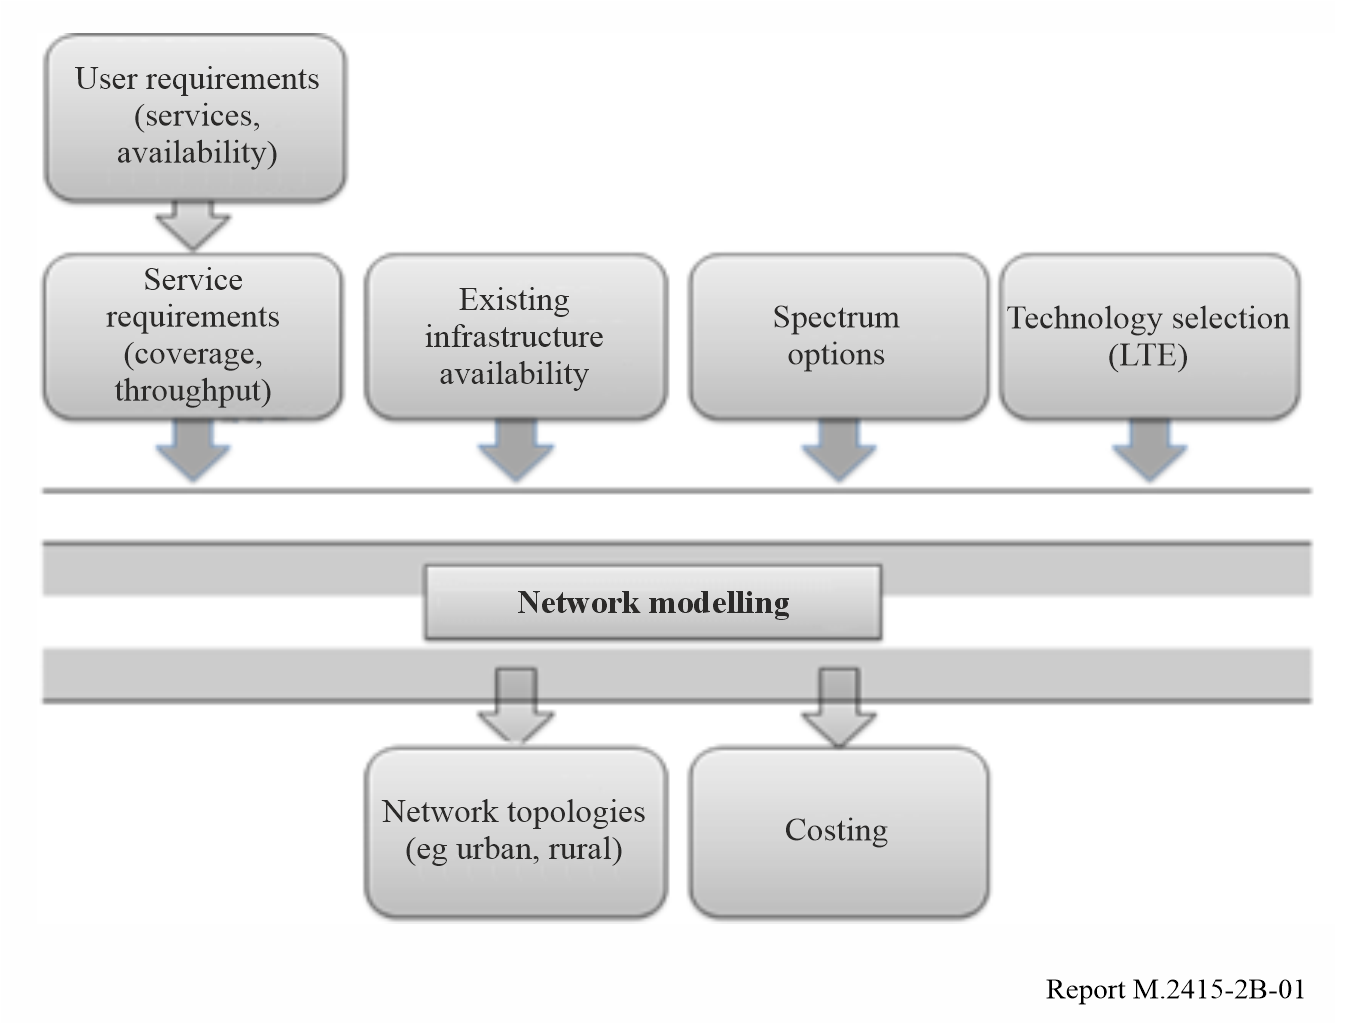 User requirements
(services,
availability)
Service
requirements
(coverage,
throughput)
Existing
infrastructure
availability
Spectrum
options
Technology selection
(LTE)
Network modelling
Network topologies
(eg urban, rural)
Costing
Report M.2415-2B-01